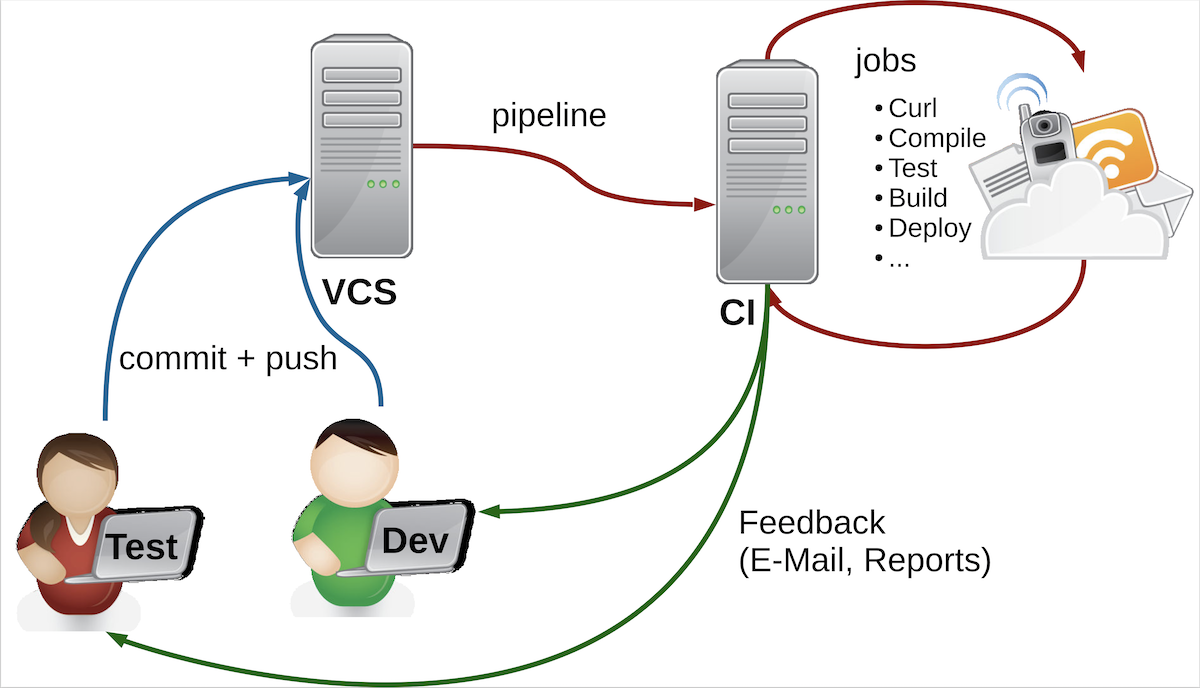 jobs
pipeline
• Curl
• Compile
• Test
• Build
• Deploy
• ...
VCS
CI
commit + push
Test
Dev
Feedback
(E-Mail, Reports)